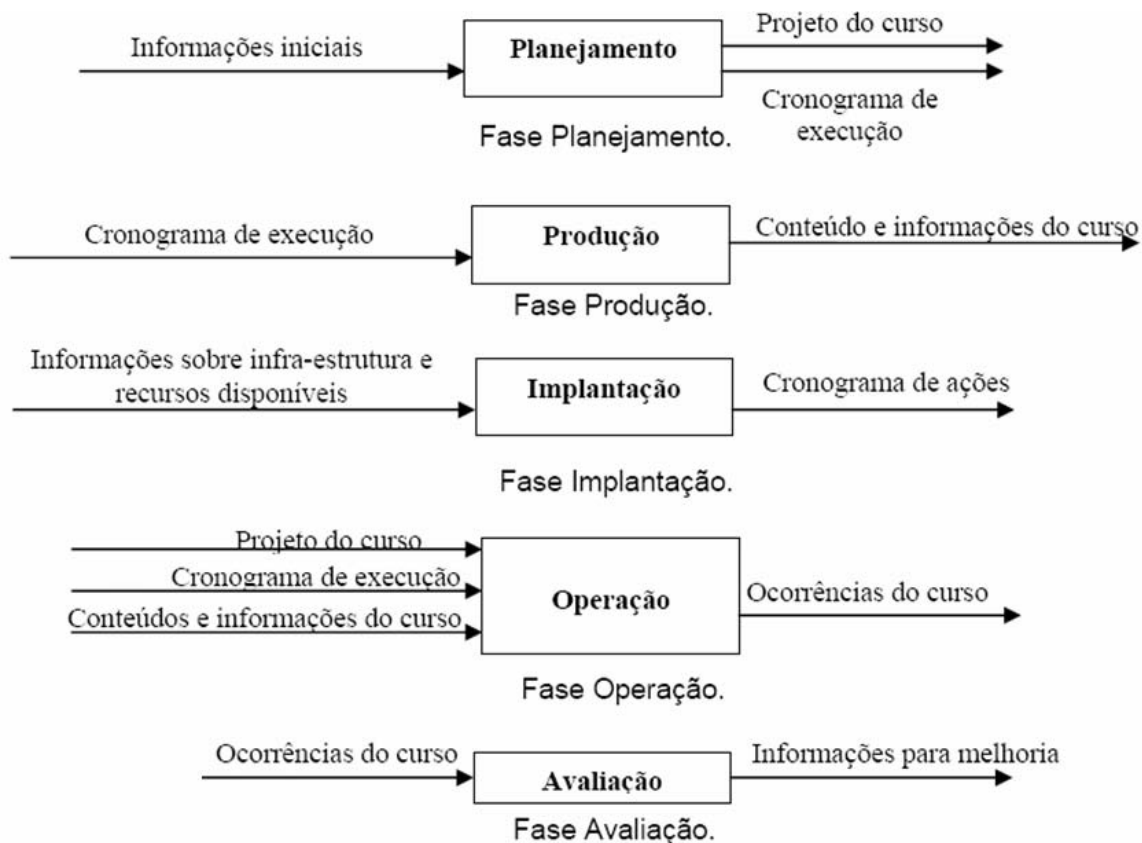 Informações iniciais
Planejamento
Projeto do curso
Cronograma de
execução
Fase Planejamento.
Cronograma de execução
Produção
Conteúdo e informações do curso
Fase Produção.
Informações sobre infra-estrutura e
recursos disponíveis
Implantação
Cronograma de ações
Fase Implantação.
Projeto do curso
Cronograma de execução
Conteúdos e informações do curso
Operação
Ocorrências do curso
Fase Operação.
Ocorrências do curso
Avaliação
Informações para melhoria
Fase Avaliação.